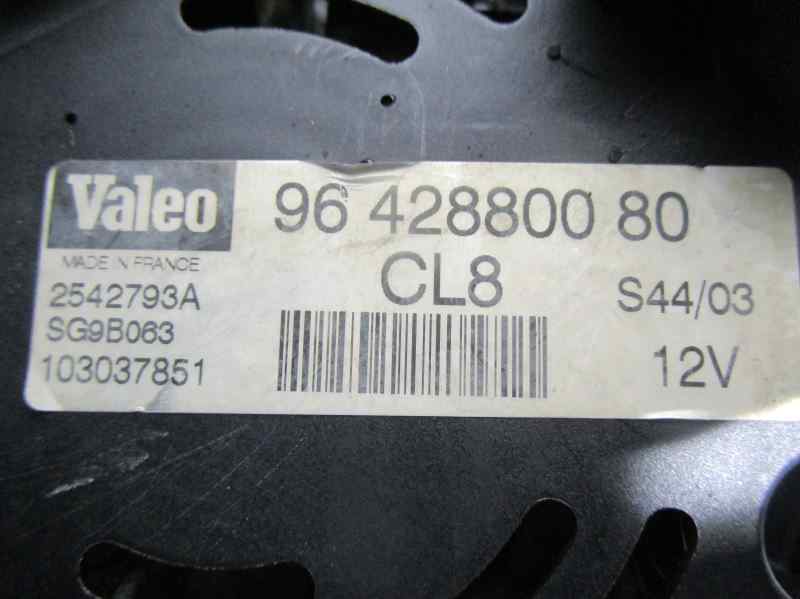 Valeo 96 428800 80
MADE IN FRANCE CL8
2542793A S44/03
SG9B063
103037851 12V